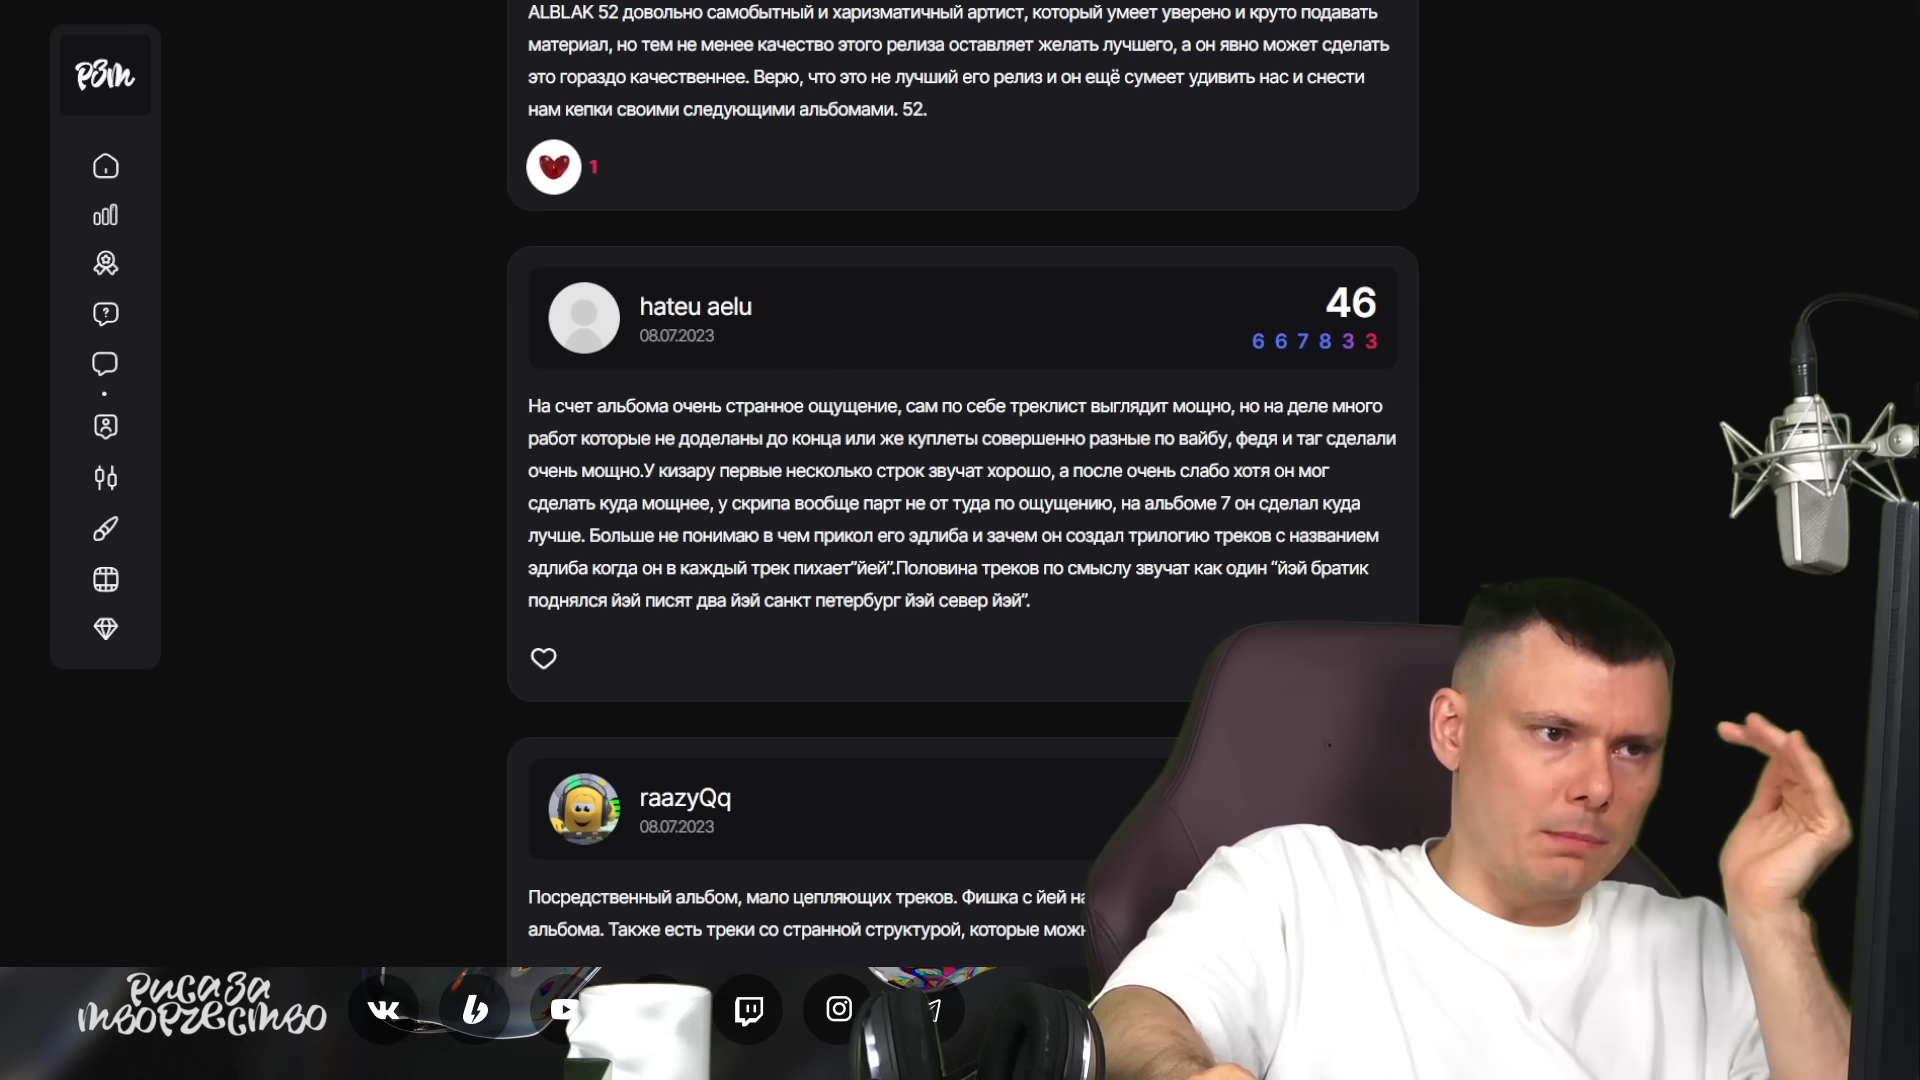 ALBLAK 52 довольно самобытный и харизматичный артист, который умеет уверено и круто подавать
материал, но тем не менее качество этого релиза оставляет желать лучшего, а он явно может сделать
это гораздо качественнее. Верю, что это не лучший его релиз и он ещё сумеет удивить нас и снести
нам кепки своими следующими альбомами. 52.
РЗТ
1
hateu aelu
08.07.2023
46
6 6 7 8 3 3
На счет альбома очень странное ощущение, сам по себе треклист выглядит мощно, но на деле много
работ которые не доделаны до конца или же куплеты совершенно разные по вайбу, федя и таг сделали
очень мощно.У кизару первые несколько строк звучат хорошо, а после очень слабо хотя он мог
сделать куда мощнее, у скрипа вообще парт не от туда по ощущению, на альбоме 7 он сделал куда
лучше. Больше не понимаю в чем прикол его эдлиба и зачем он создал трилогию треков с названием
эдлиба когда он в каждый трек пихает”йей”.Половина треков по смыслу звучат как один “йэй братик
поднялся йэй писят два йэй санкт петербург йэй север йэй”.
raazyQq
08.07.2023
Посредственный альбом, мало цепляющих треков. Фишка с йей
альбома. Также есть треки со странной структурой, которые
РИСА ЗА
ТВОРЧЕСТВО